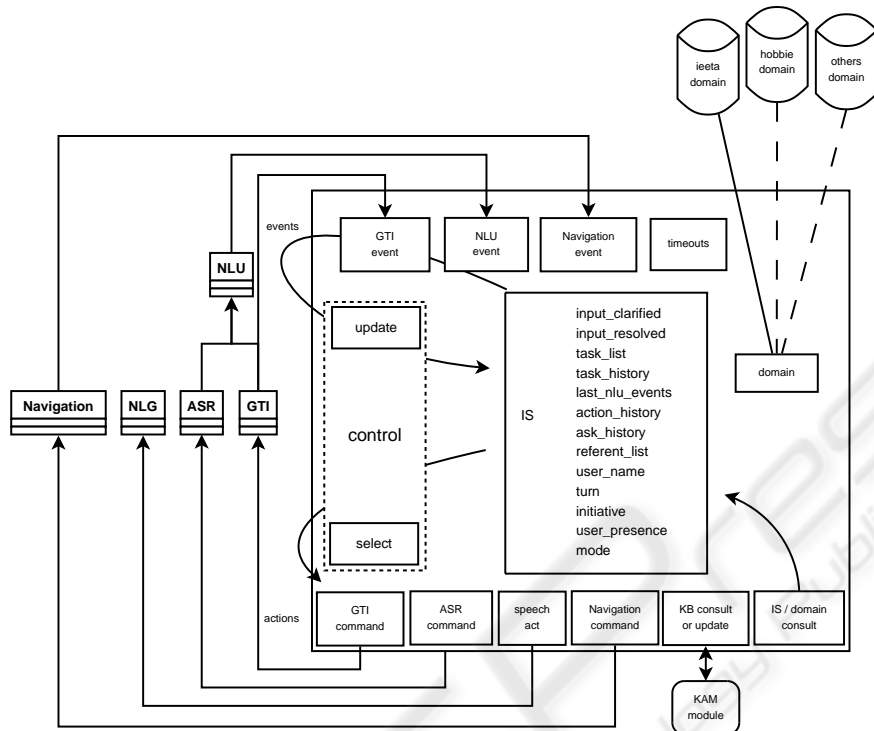 ieeta
domain
hobbie
domain
others
domain
events
GTI
event
NLU
event
Navigation
event
timeouts
NLU
update
input_clarified
input_resolved
task_list
task_history
last_nlu_events
action_history
ask_history
referent_list
user_name
turn
initiative
user_presence
mode
IS
domain
Navigation
NLG
ASR
GTI
control
select
actions
GTI
command
ASR
command
speech
act
Navigation
command
KB consult
or update
IS / domain
consult
KAM
module